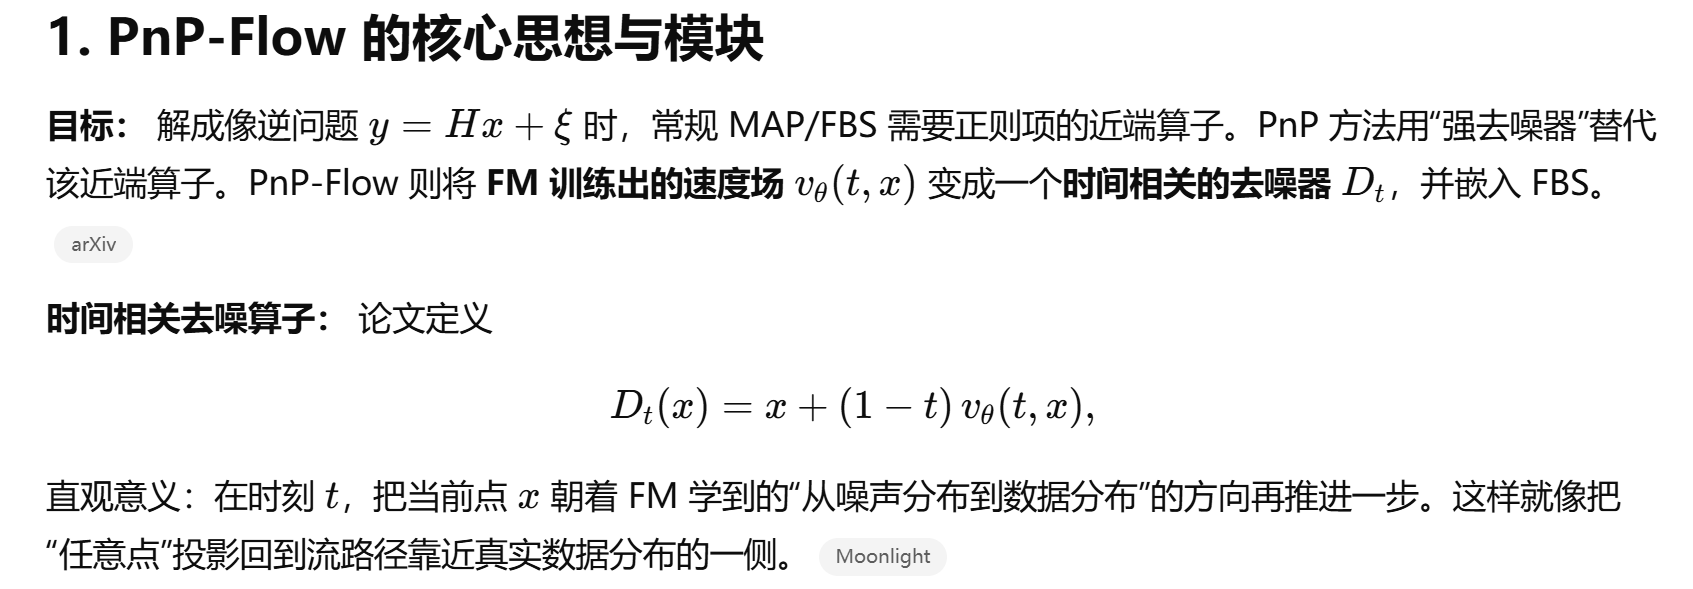 1. PnP-Flow 的核心思想与模块
目标： 解成像逆问题 y = Hx + ξ 时，常规 MAP/FBS 需要正则项的近端算子。PnP 方法用“强去噪器”替代
该近端算子。PnP-Flow 则将 FM 训练出的速度场 v_θ(t, x) 变成一个时间相关的去噪器 D_t，并嵌入 FBS。
arXiv
时间相关去噪算子： 论文定义
D_t(x) = x + (1 − t) v_θ(t, x),
直观意义：在时刻 t，把当前点 x 朝着 FM 学到的“从噪声分布到数据分布”的方向再推进一步。这样就像把
“任意点”投影回到流路径靠近真实数据分布的一侧。 Moonlight